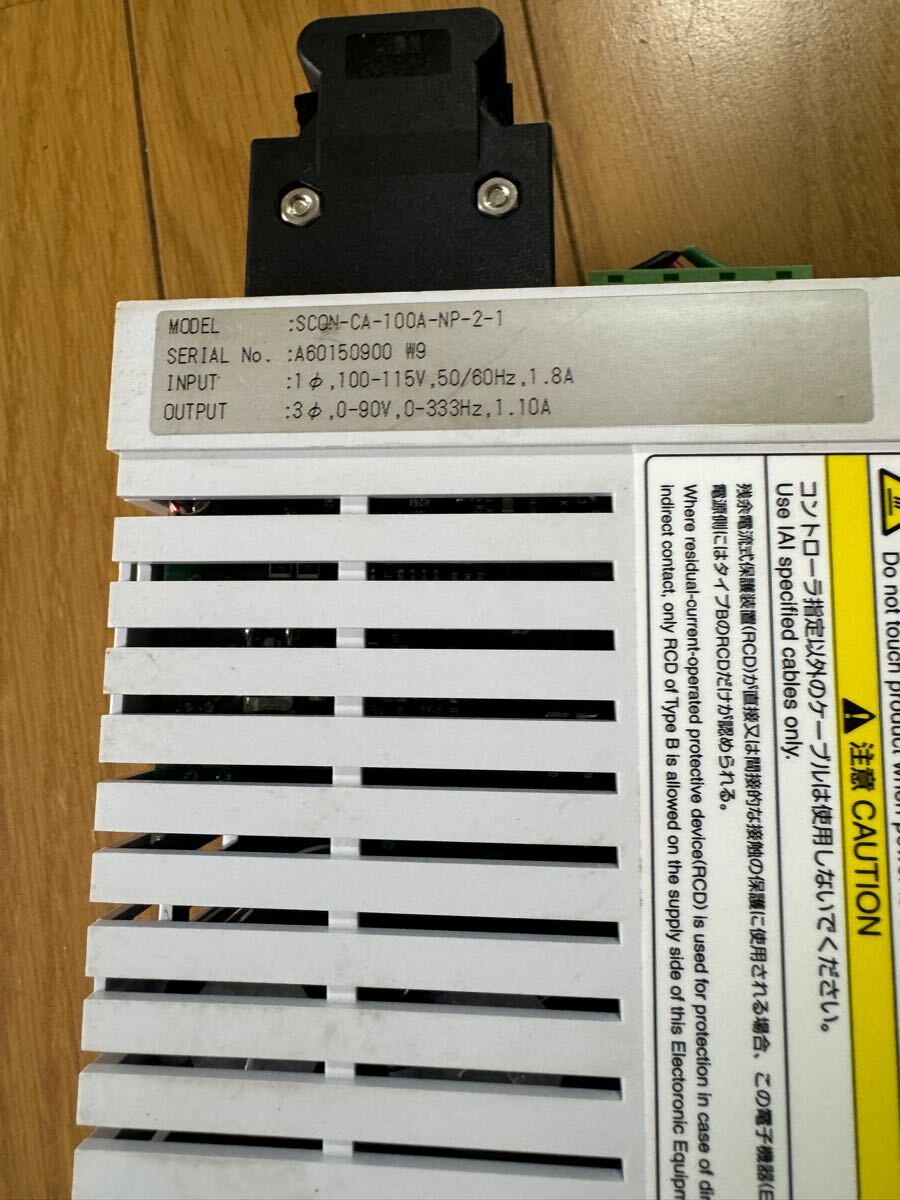 MODEL :SCON-CA-100A-NP-2-1
SERIAL No. :A60150900 W9
INPUT :1φ,100-115V,50/60Hz,1.8A
OUTPUT :3φ,0-90V,0-333Hz,1.10A
Do not touch product when power is
注意 CAUTION
コントローラ指定以外のケーブルは使用しないでください。
Use IAI specified cables only.
残余電流式保護装置(RCD)が直接又は間接的な接触の保護に使用される場合、この電子機器(
電源側にはタイプBのRCDだけが認められる。
Where residual-current-operated protective device(RCD) is used for protection in case of di
indirect contact, only RCD of Type B is allowed on the supply side of this Electoronic Equipm